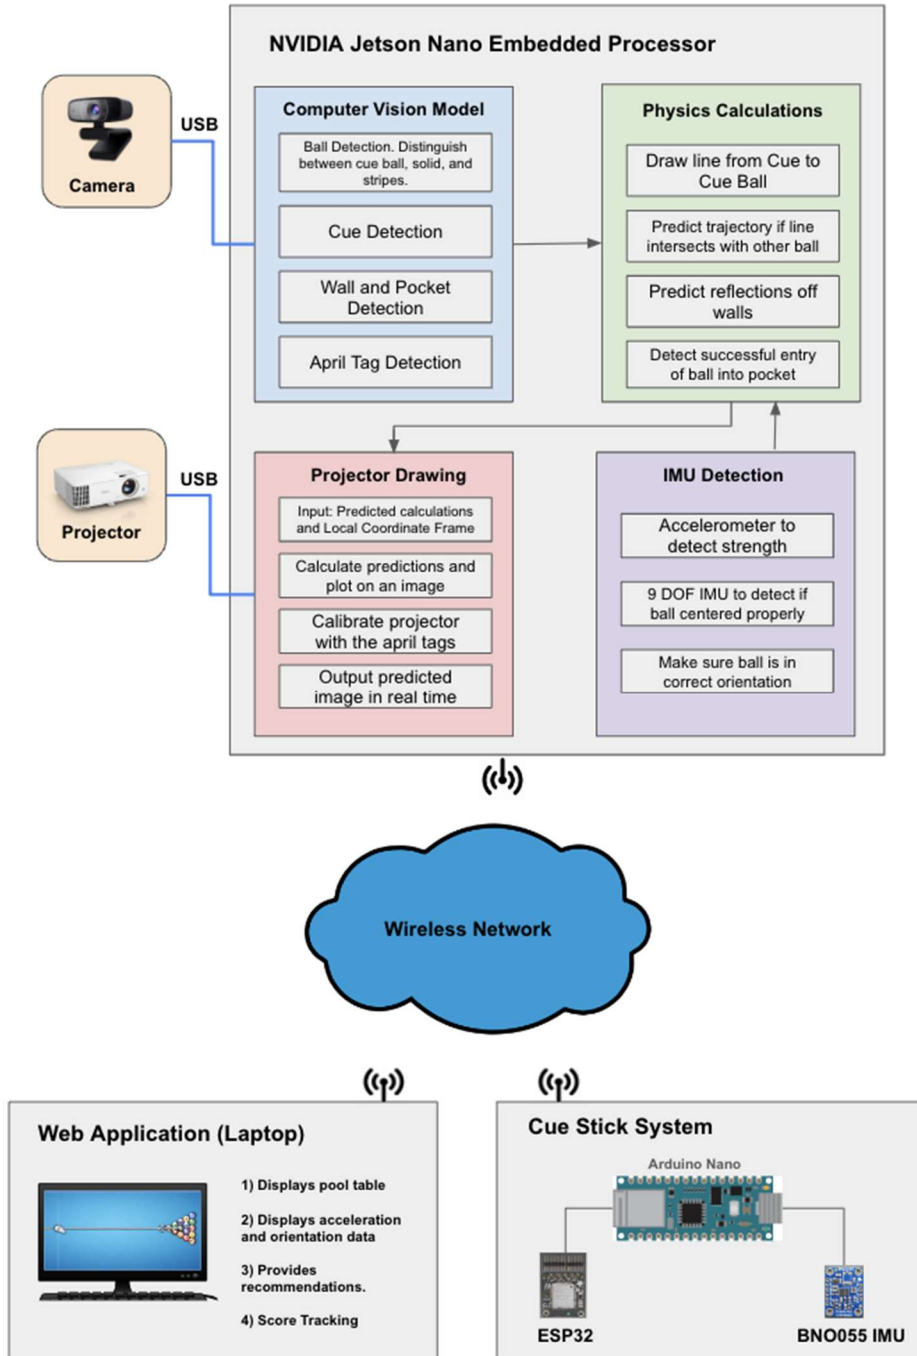 NVIDIA Jetson Nano Embedded Processor
Camera
USB
Computer Vision Model
Ball Detection. Distinguish
between cue ball, solid, and
stripes.
Cue Detection
Wall and Pocket
Detection
April Tag Detection
Physics Calculations
Draw line from Cue to
Cue Ball
Predict trajectory if line
intersects with other ball
Predict reflections off
walls
Detect successful entry
of ball into pocket
Projector
USB
Projector Drawing
Input: Predicted calculations
and Local Coordinate Frame
Calculate predictions and
plot on an image
Calibrate projector
with the april tags
Output predicted
image in real time
IMU Detection
Accelerometer to
detect strength
9 DOF IMU to detect if
ball centered properly
Make sure ball is in
correct orientation
Wireless Network
Web Application (Laptop)
1) Displays pool table
2) Displays acceleration
and orientation data
3) Provides
recommendations.
4) Score Tracking
Cue Stick System
Arduino Nano
ESP32
BNO055 IMU